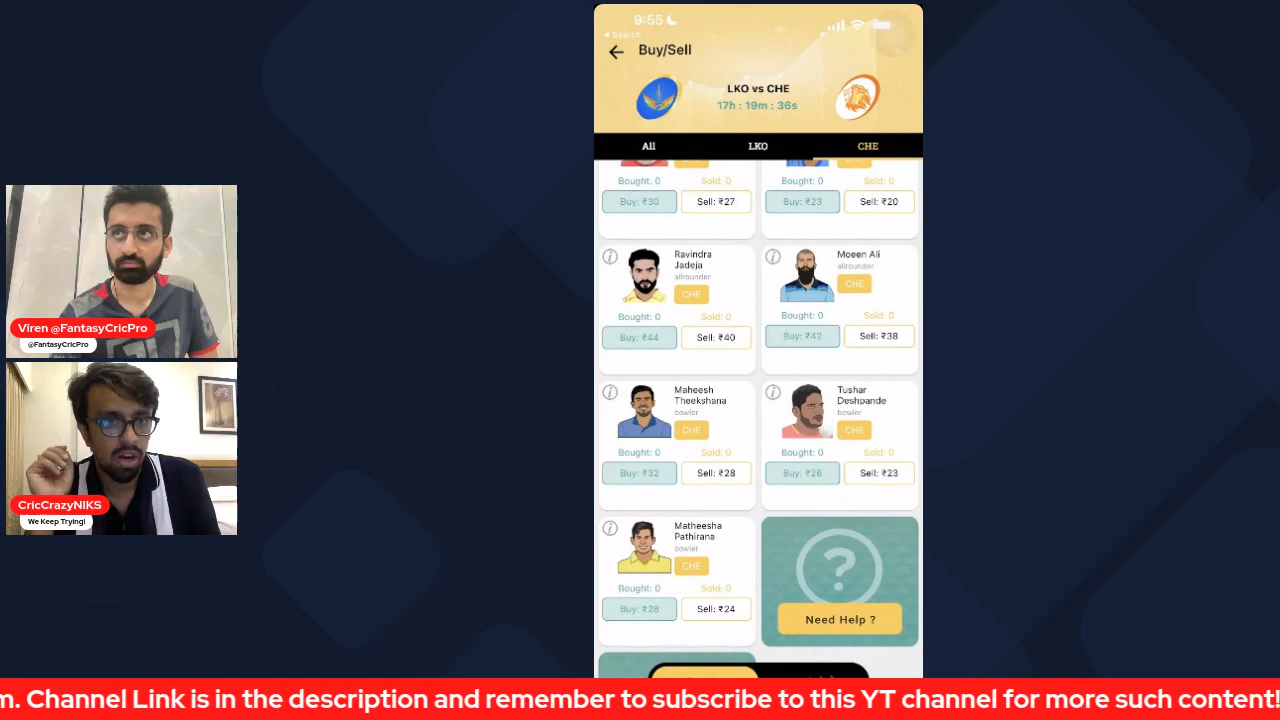 9:55
Search
Buy/Sell
LKO vs CHE
17h : 19m : 36s
All
LKO
CHE
Bought: 0
Sold: 0
Buy: ₹30
Sell: ₹27
Bought: 0
Sold: 0
Buy: ₹23
Sell: ₹20
Ravindra
Jadeja
allrounder
CHE
Bought: 0
Sold: 0
Buy: ₹44
Sell: ₹40
Moeen Ali
allrounder
CHE
Bought: 0
Sold: 0
Buy: ₹42
Sell: ₹38
Maheesh
Theekshana
bowler
CHE
Bought: 0
Sold: 0
Buy: ₹32
Sell: ₹28
Tushar
Deshpande
bowler
CHE
Bought: 0
Sold: 0
Buy: ₹26
Sell: ₹23
Matheesha
Pathirana
bowler
CHE
Bought: 0
Sold: 0
Buy: ₹28
Sell: ₹24
?
Need Help ?
Viren @FantasyCricPro
@FantasyCricPro
CricCrazyNIKS
We Keep Trying!
m. Channel Link is in the description and remember to subscribe to this YT channel for more such content!